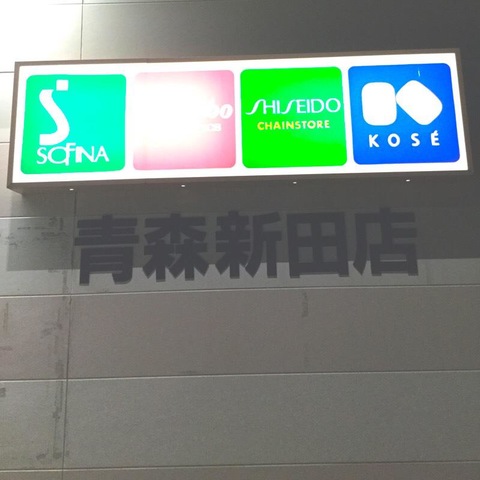 SOFINA
SHISEIDO
CHAINSTORE
KOSÉ
青森新田店